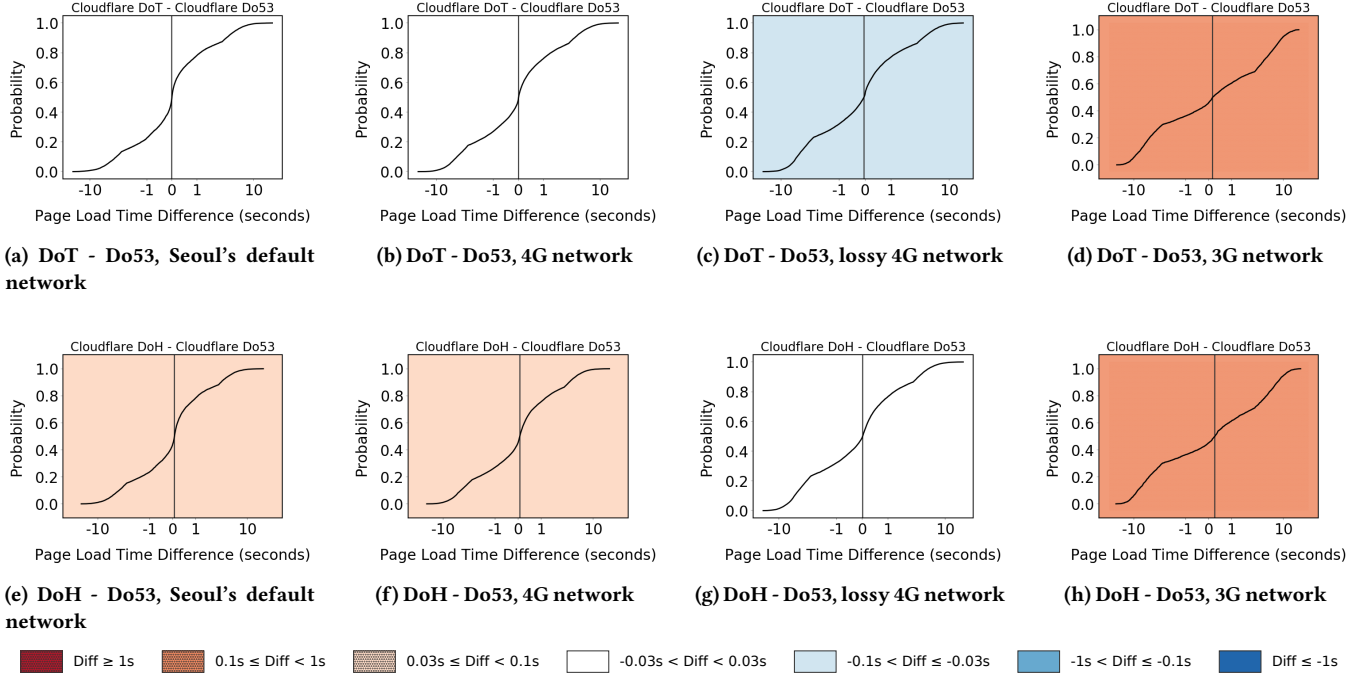 Cloudflare DoT - Cloudflare Do53 Cloudflare DoT - Cloudflare Do53 Cloudflare DoT - Cloudflare Do53 Cloudflare DoT - Cloudflare Do53
Probability
1.0
0.8
0.6
0.4
0.2
0.0
-10 -1 0 1 10
Page Load Time Difference (seconds)
(a) DoT - Do53, Seoul's default
network
Probability
1.0
0.8
0.6
0.4
0.2
0.0
-10 -1 0 1 10
Page Load Time Difference (seconds)
(b) DoT - Do53, 4G network
Probability
1.0
0.8
0.6
0.4
0.2
0.0
-10 -1 0 1 10
Page Load Time Difference (seconds)
(c) DoT - Do53, lossy 4G network
Probability
1.0
0.8
0.6
0.4
0.2
0.0
-10 -1 0 1 10
Page Load Time Difference (seconds)
(d) DoT - Do53, 3G network
Cloudflare DoH - Cloudflare Do53 Cloudflare DoH - Cloudflare Do53 Cloudflare DoH - Cloudflare Do53 Cloudflare DoH - Cloudflare Do53
Probability
1.0
0.8
0.6
0.4
0.2
0.0
-10 -1 0 1 10
Page Load Time Difference (seconds)
(e) DoH - Do53, Seoul's default
network
Probability
1.0
0.8
0.6
0.4
0.2
0.0
-10 -1 0 1 10
Page Load Time Difference (seconds)
(f) DoH - Do53, 4G network
Probability
1.0
0.8
0.6
0.4
0.2
0.0
-10 -1 0 1 10
Page Load Time Difference (seconds)
(g) DoH - Do53, lossy 4G network
Probability
1.0
0.8
0.6
0.4
0.2
0.0
-10 -1 0 1 10
Page Load Time Difference (seconds)
(h) DoH - Do53, 3G network
Diff ≥ 1s 0.1s ≤ Diff < 1s 0.03s ≤ Diff < 0.1s -0.03s < Diff < 0.03s -0.1s < Diff ≤ -0.03s -1s < Diff ≤ -0.1s Diff ≤ -1s